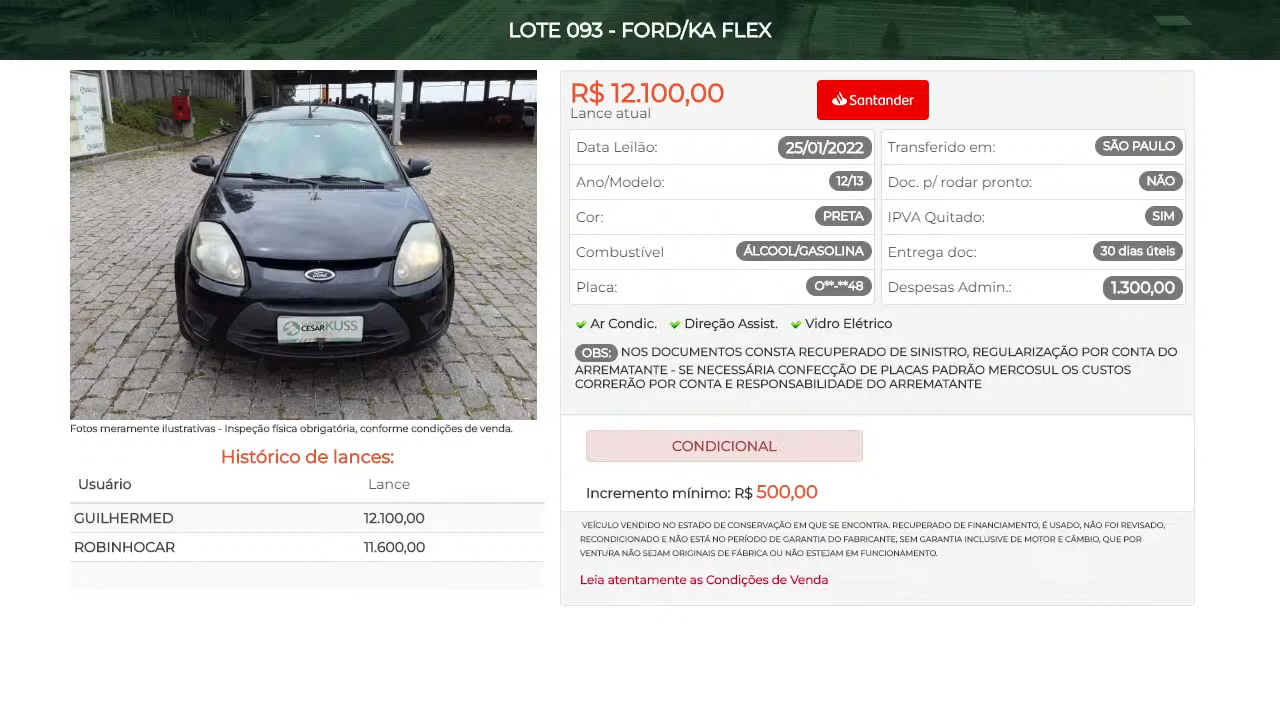 LOTE 093 - FORD/KA FLEX
CESAR KUSS
Fotos meramente ilustrativas - Inspeção física obrigatória, conforme condições de venda.
Histórico de lances:
Usuário Lance
GUILHERMED 12.100,00
ROBINHOCAR 11.600,00
R$ 12.100,00
Lance atual
Santander
Data Leilão: 25/01/2022
Ano/Modelo: 12/13
Cor: PRETA
Combustível ÁLCOOL/GASOLINA
Placa: O**-**48
Transferido em: SÃO PAULO
Doc. p/ rodar pronto: NÃO
IPVA Quitado: SIM
Entrega doc: 30 dias úteis
Despesas Admin.: 1.300,00
Ar Condic. Direção Assist. Vidro Elétrico
OBS: NOS DOCUMENTOS CONSTA RECUPERADO DE SINISTRO, REGULARIZAÇÃO POR CONTA DO
ARREMATANTE - SE NECESSÁRIA CONFECÇÃO DE PLACAS PADRÃO MERCOSUL OS CUSTOS
CORRERÃO POR CONTA E RESPONSABILIDADE DO ARREMATANTE
CONDICIONAL
Incremento mínimo: R$ 500,00
VEÍCULO VENDIDO NO ESTADO DE CONSERVAÇÃO EM QUE SE ENCONTRA. RECUPERADO DE FINANCIAMENTO, É USADO, NÃO FOI REVISADO,
RECONDICIONADO E NÃO ESTÁ NO PERÍODO DE GARANTIA DO FABRICANTE, SEM GARANTIA INCLUSIVE DE MOTOR E CÂMBIO, QUE POR
VENTURA NÃO SEJAM ORIGINAIS DE FÁBRICA OU NÃO ESTEJAM EM FUNCIONAMENTO.
Leia atentamente as Condições de Venda